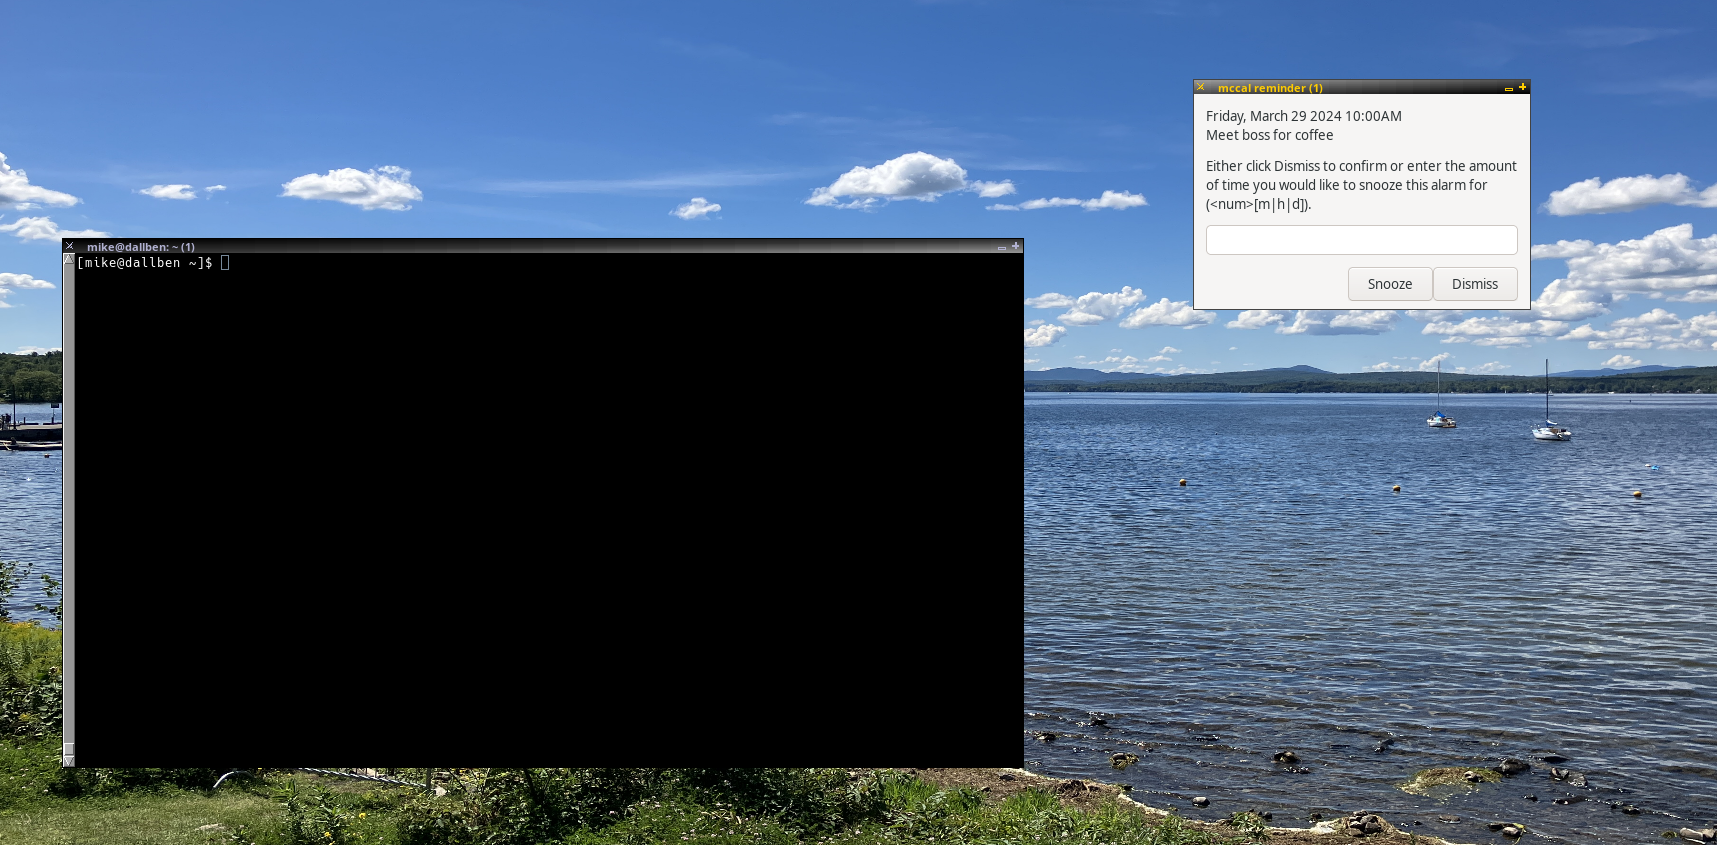 mccal reminder (1)
Friday, March 29 2024 10:00AM
Meet boss for coffee
Either click Dismiss to confirm or enter the amount
of time you would like to snooze this alarm for
(<num>[m|h|d]).
Snooze Dismiss
mike@dallben: ~ (1)
[mike@dallben ~]$